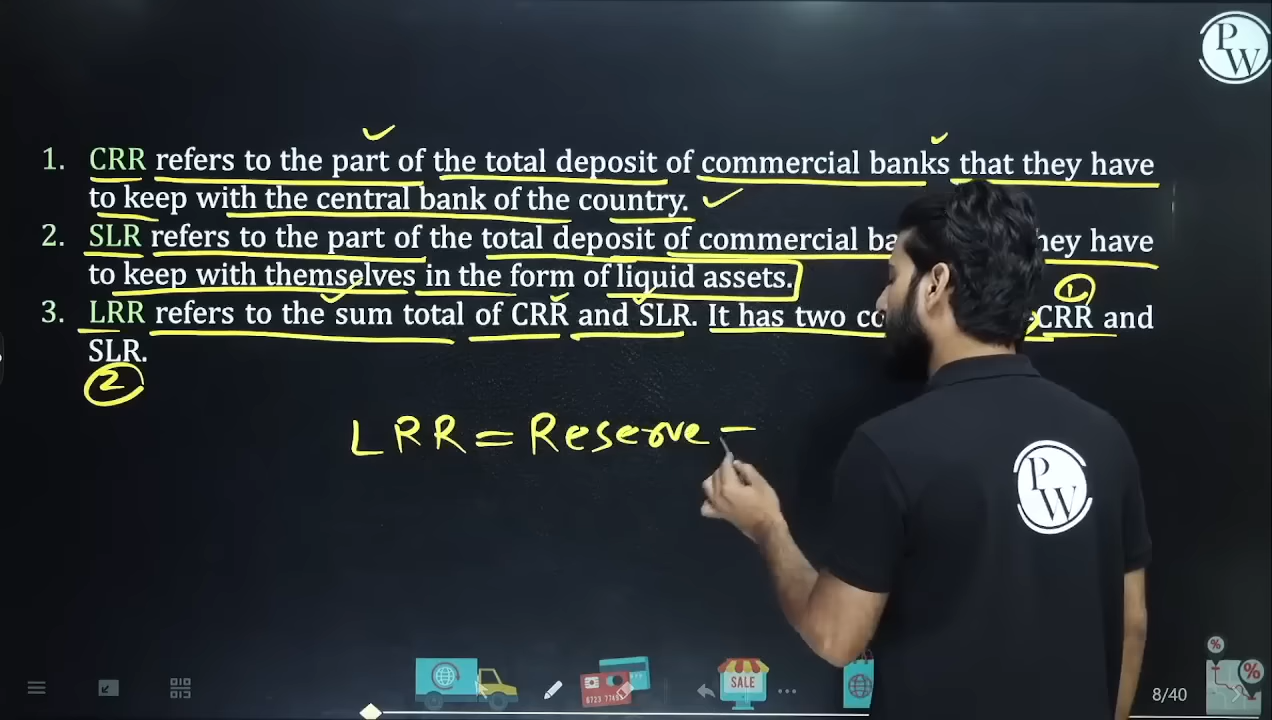 PW
1. CRR refers to the part of the total deposit of commercial banks that they have
to keep with the central bank of the country.
2. SLR refers to the part of the total deposit of commercial they have
to keep with themselves in the form of liquid assets.
1
3. LRR refers to the sum total of CRR and SLR. It has two CRR and
SLR.
2
LRR = Reserve
PW
SALE
8/40